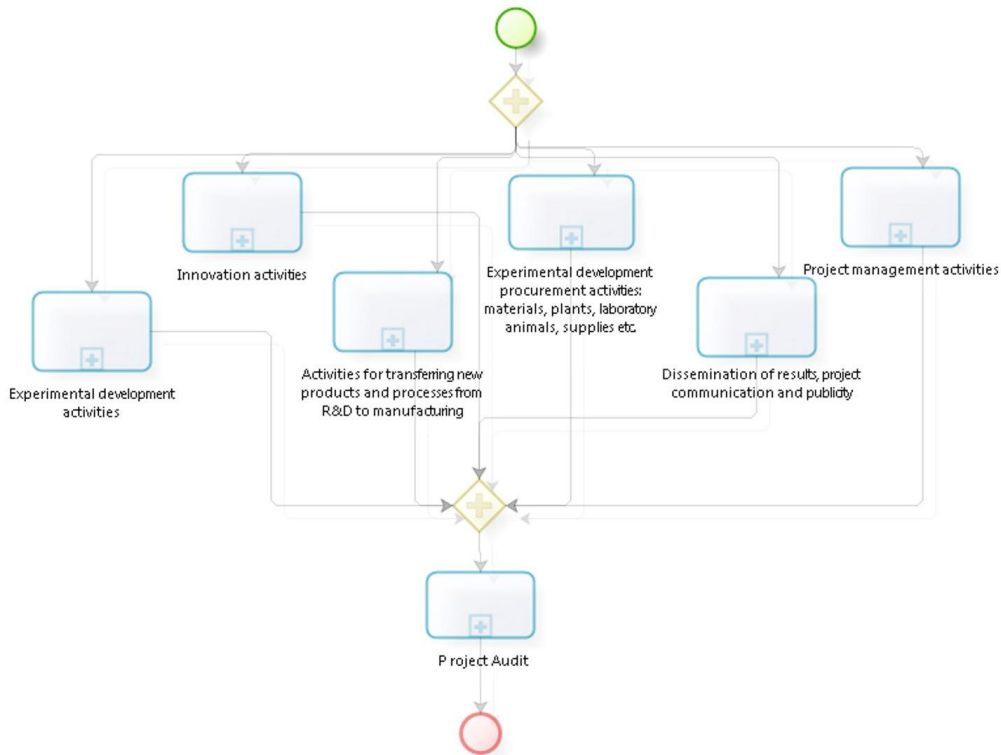 Innovation activities
Experimental development
procurement activities:
materials, plants, laboratory
animals, supplies etc.
Project management activities
Experimental development
activities
Activities for transferring new
products and processes from
R&D to manufacturing
Dissemination of results, project
communication and publicity
Project Audit